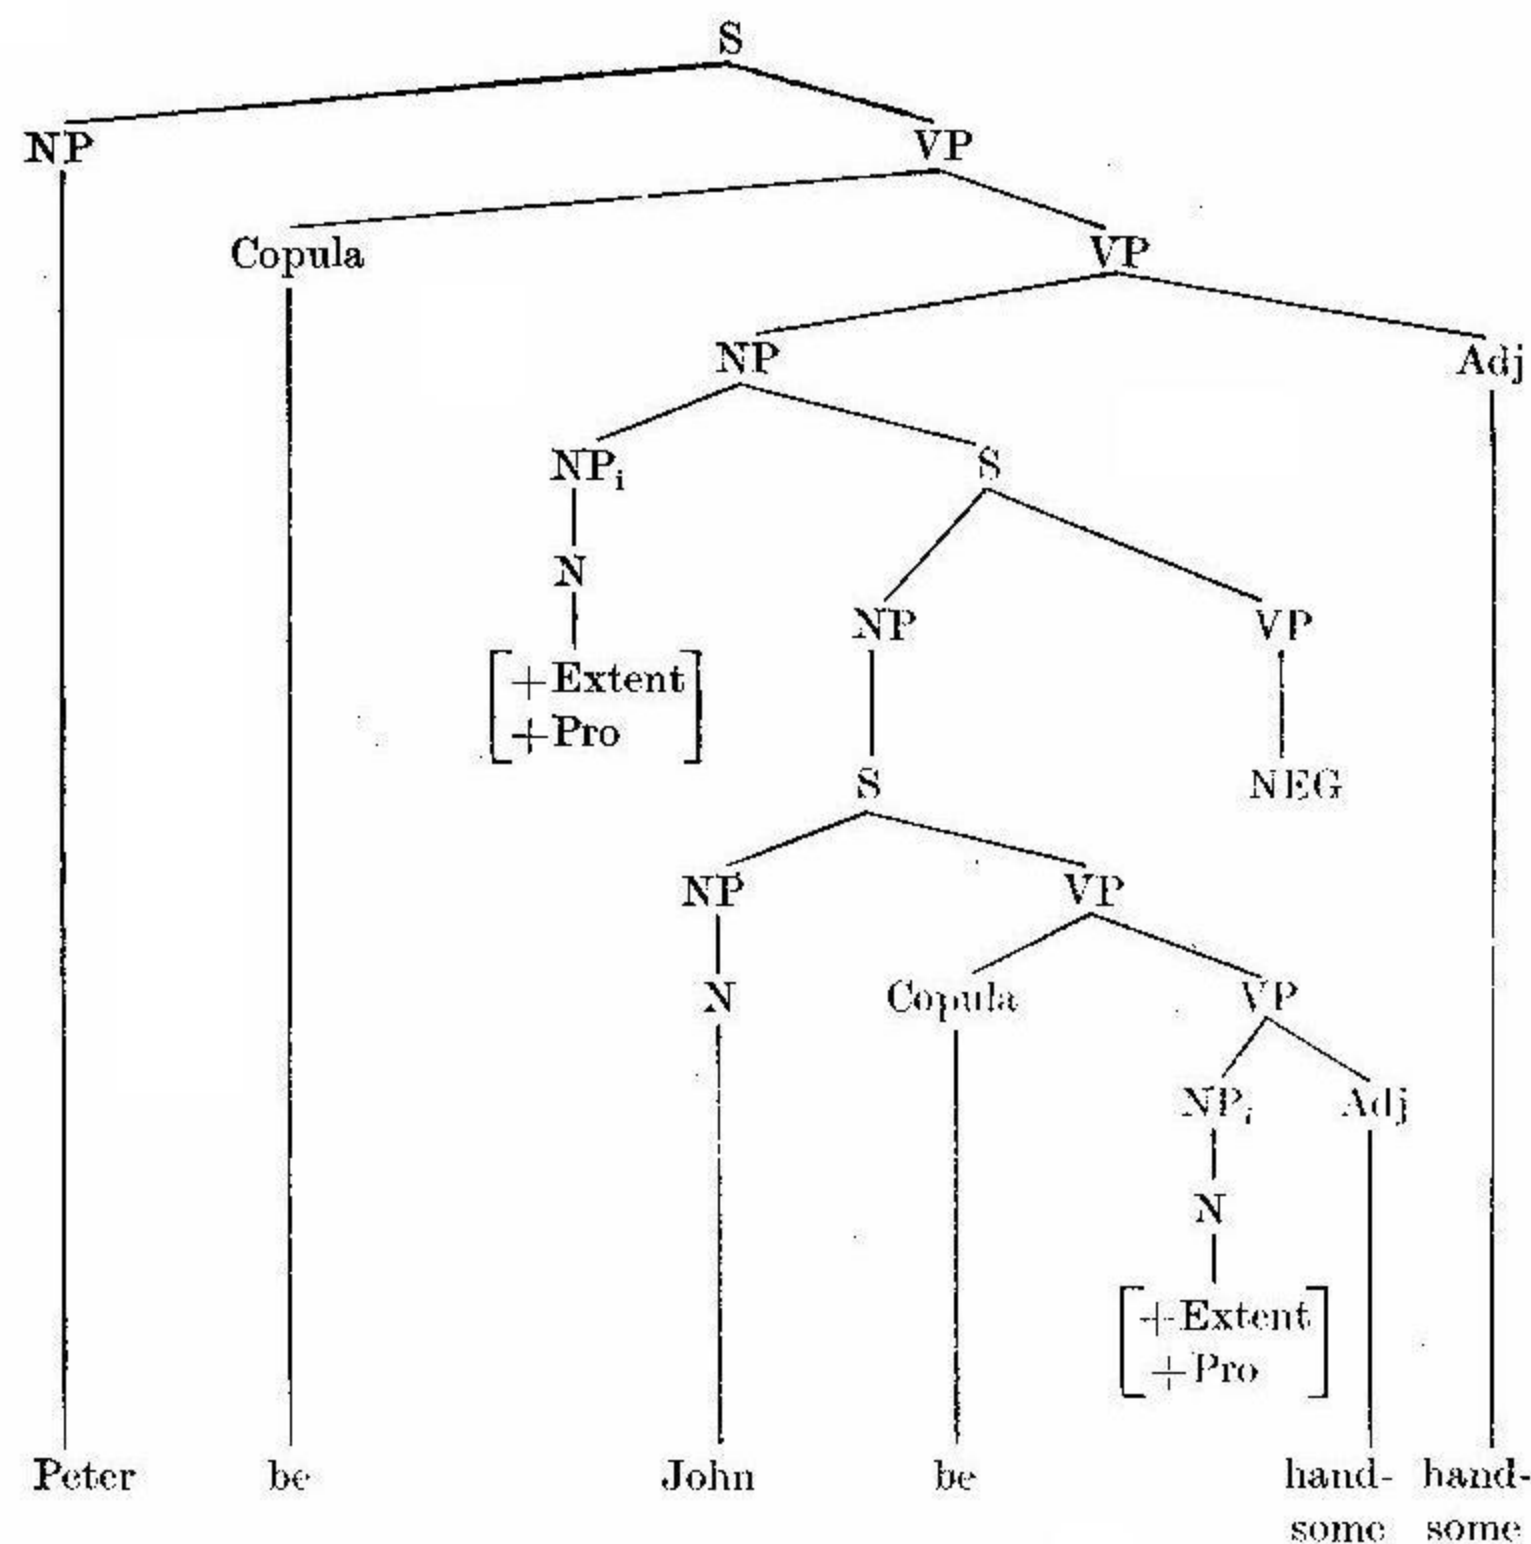 S
NP VP
Copula VP
NP Adj
NPi S
N
NP VP
+Extent
+Pro
S NEG
NP VP
N Copula VP
NPi Adj
N
+Extent
+Pro
Peter be John be hand- hand-
some some